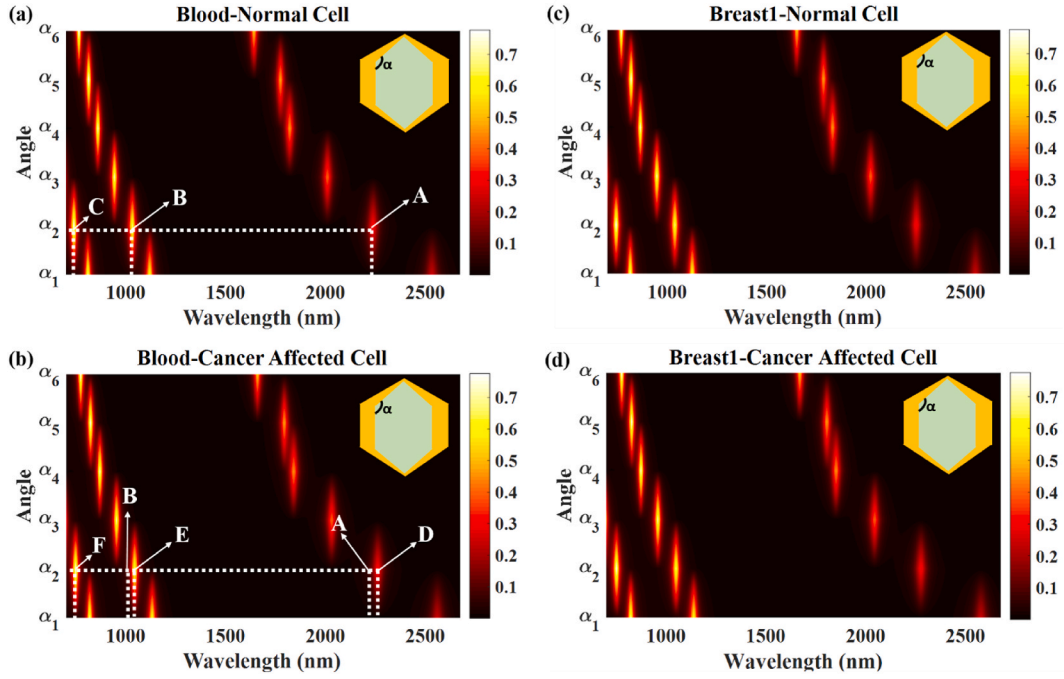 (a) Blood-Normal Cell
α6
α5
α4
α3
α2
α1
Angle
C
B
A
α
0.7
0.6
0.5
0.4
0.3
0.2
0.1
1000 1500 2000 2500
Wavelength (nm)
(c) Breast1-Normal Cell
α6
α5
α4
α3
α2
α1
Angle
α
0.7
0.6
0.5
0.4
0.3
0.2
0.1
1000 1500 2000 2500
Wavelength (nm)
(b) Blood-Cancer Affected Cell
α6
α5
α4
α3
α2
α1
Angle
F
B
E
A
D
α
0.7
0.6
0.5
0.4
0.3
0.2
0.1
1000 1500 2000 2500
Wavelength (nm)
(d) Breast1-Cancer Affected Cell
α6
α5
α4
α3
α2
α1
Angle
α
0.7
0.6
0.5
0.4
0.3
0.2
0.1
1000 1500 2000 2500
Wavelength (nm)